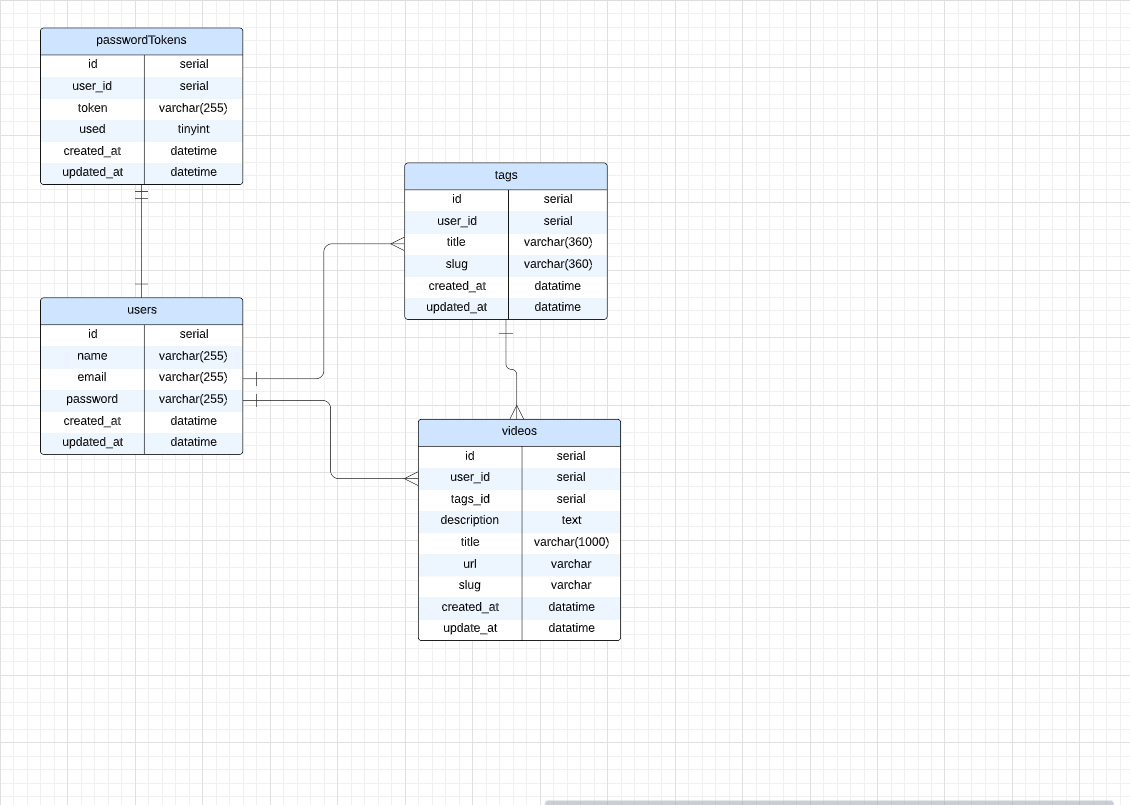 passwordTokens
id serial
user_id serial
token varchar(255)
used tinyint
created_at datetime
updated_at datetime
users
id serial
name varchar(255)
email varchar(255)
password varchar(255)
created_at datatime
updated_at datatime
tags
id serial
user_id serial
title varchar(360)
slug varchar(360)
created_at datatime
updated_at datatime
videos
id serial
user_id serial
tags_id serial
description text
title varchar(1000)
url varchar
slug varchar
created_at datatime
update_at datatime